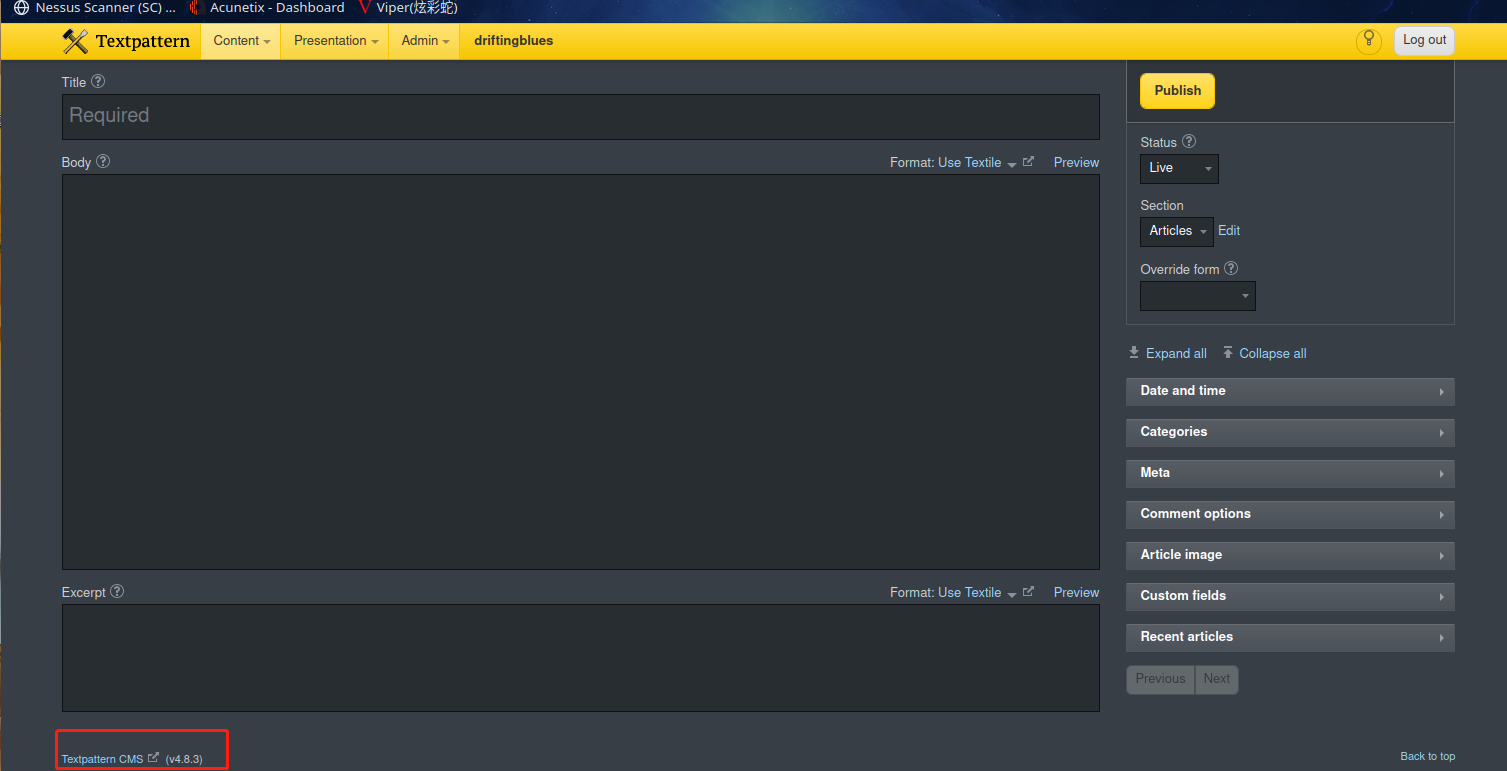 Nessus Scanner (SC) ... Acunetix - Dashboard Viper(炫彩蛇)
Textpattern Content Presentation Admin driftingblues Log out
Title
Required
Body Format: Use Textile Preview
Excerpt Format: Use Textile Preview
Publish
Status
Live
Section
Articles Edit
Override form
Expand all Collapse all
Date and time
Categories
Meta
Comment options
Article image
Custom fields
Recent articles
Previous Next
Textpattern CMS (v4.8.3) Back to top